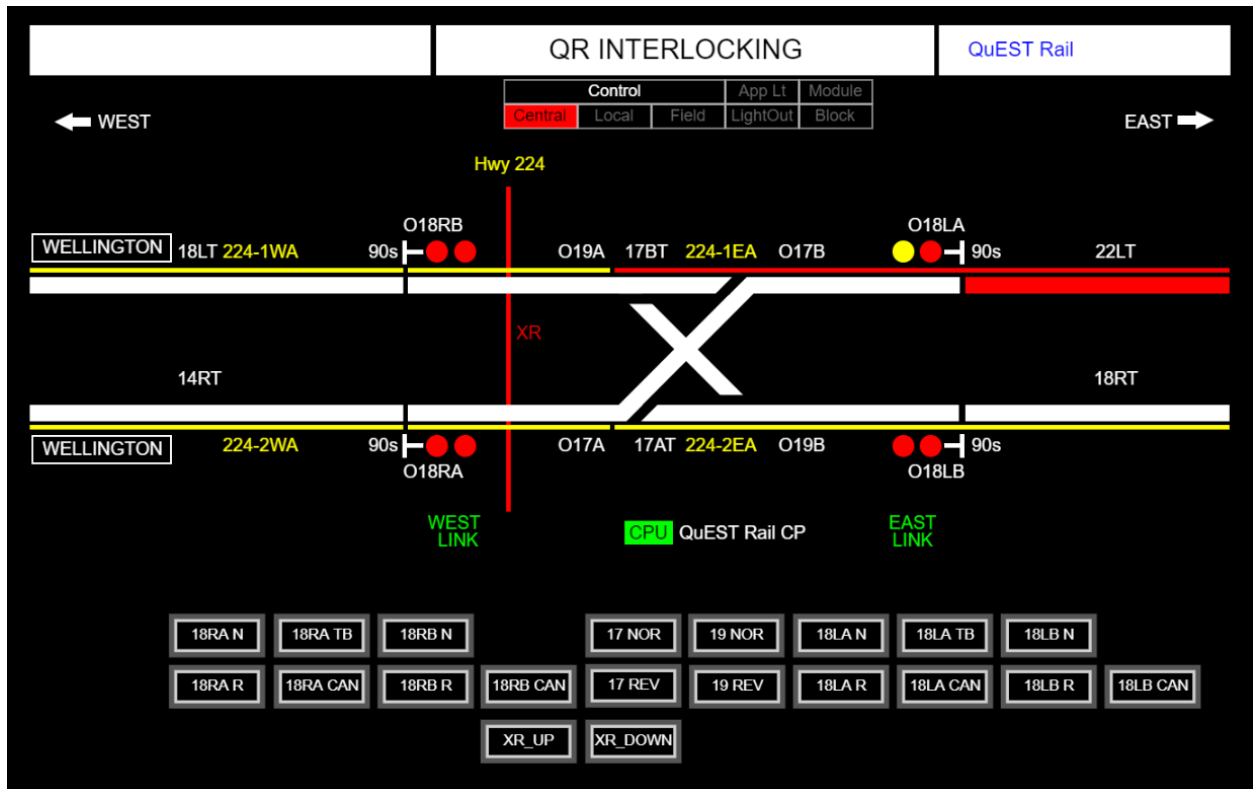 QR INTERLOCKING
QuEST Rail
Control App Lt Module
Central Local Field LightOut Block
WEST
EAST
Hwy 224
O18RB
O18LA
WELLINGTON 18LT 224-1WA 90s O19A 17BT 224-1EA O17B 90s 22LT
XR
14RT
18RT
WELLINGTON 224-2WA 90s O17A 17AT 224-2EA O19B 90s
O18RA
O18LB
WEST
LINK
CPU QuEST Rail CP
EAST
LINK
18RA N 18RA TB 18RB N 17 NOR 19 NOR 18LA N 18LA TB 18LB N
18RA R 18RA CAN 18RB R 18RB CAN 17 REV 19 REV 18LA R 18LA CAN 18LB R 18LB CAN
XR_UP XR_DOWN